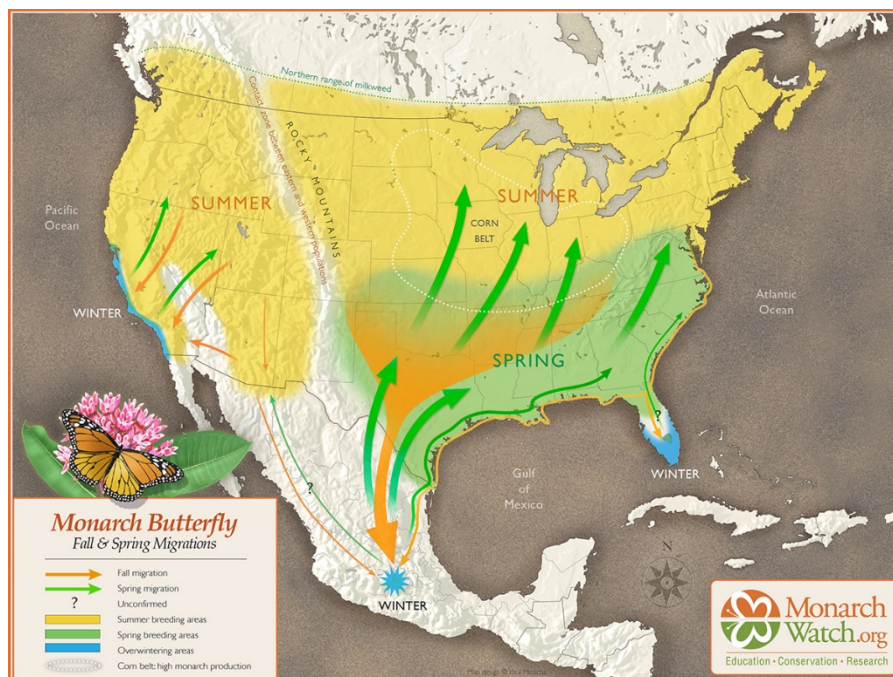 Northern range of milkweed
Contact zone between eastern and western populations
ROCKY MOUNTAINS
Pacific
Ocean
SUMMER
SUMMER
CORN
BELT
WINTER
Atlantic
Ocean
SPRING
?
WINTER
Gulf
of
Mexico
?
WINTER
N
Monarch Butterfly
Fall & Spring Migrations
Fall migration
Spring migration
? Unconfirmed
Summer breeding areas
Spring breeding areas
Overwintering areas
Corn belt: high monarch production
Monarch
Watch.org
Education • Conservation • Research
Map design ©